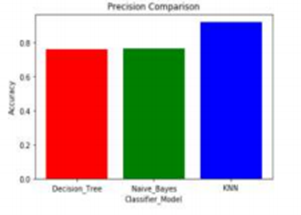 Precision Comparison
0.8
0.6
0.4
0.2
0.0
Accuracy
Decision_Tree Naive_Bayes KNN
Classifier_Model